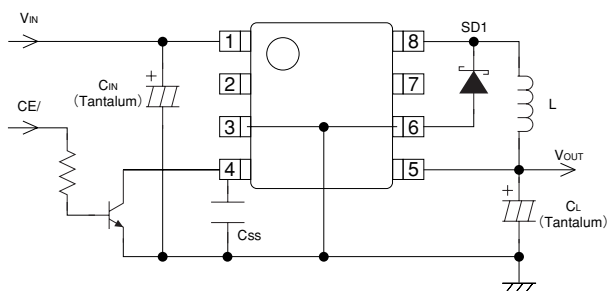 VIN
SD1
1
8
CIN
(Tantalum)
2
7
CE/
L
3
6
VOUT
4
5
CL
(Tantalum)
CSS